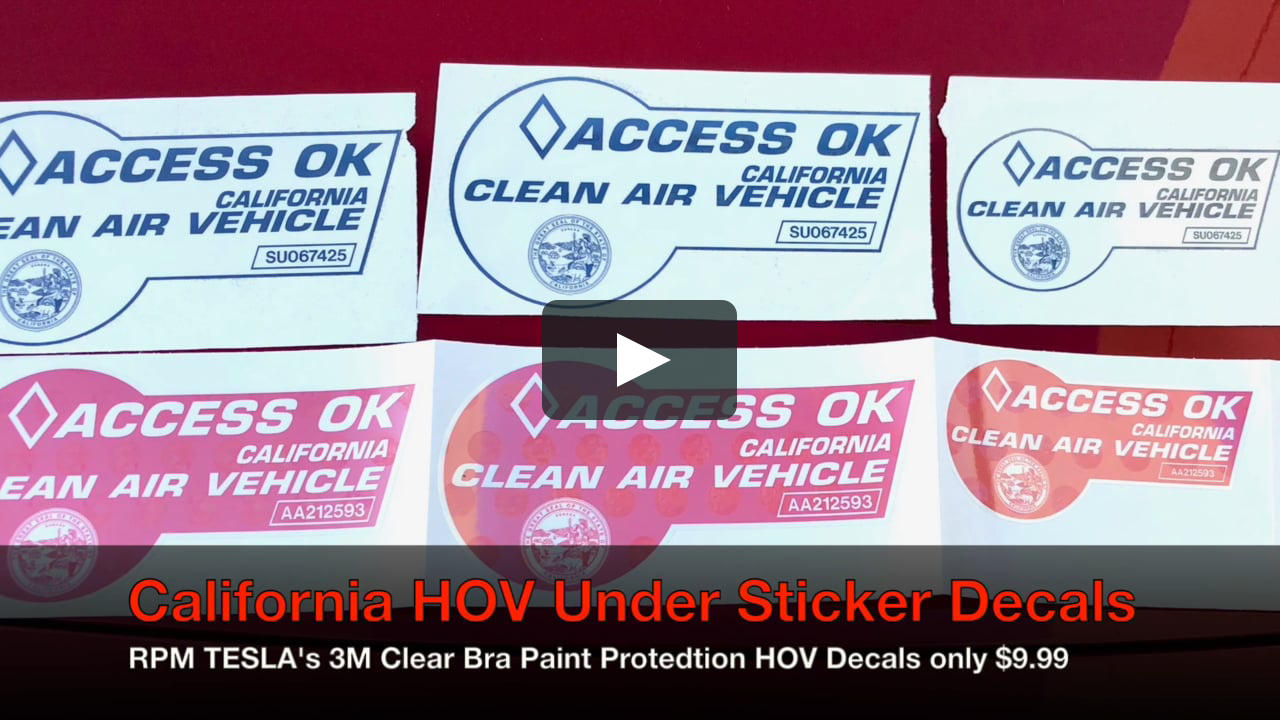 ACCESS OK
CALIFORNIA
EAN AIR VEHICLE
SU067425
ACCESS OK
CALIFORNIA
CLEAN AIR VEHICLE
SU067425
ACCESS OK
CALIFORNIA
CLEAN AIR VEHICLE
SU067425
ACCESS OK
CALIFORNIA
EAN AIR VEHICLE
AA212593
ACCESS OK
CALIFORNIA
CLEAN AIR VEHICLE
AA212593
ACCESS OK
CALIFORNIA
CLEAN AIR VEHICLE
AA212593
California HOV Under Sticker Decals
RPM TESLA's 3M Clear Bra Paint Protedtion HOV Decals only $9.99